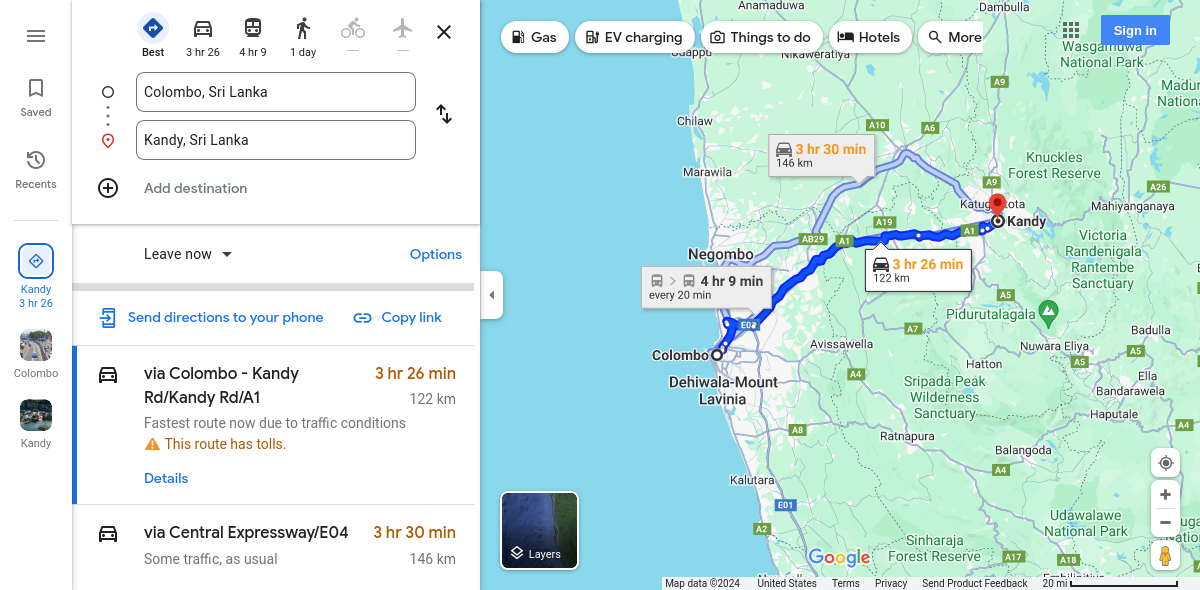 Saved
Recents
Kandy
3 hr 26
Colombo
Kandy
Best
3 hr 26
4 hr 9
1 day
—
—
Colombo, Sri Lanka
Kandy, Sri Lanka
Add destination
Leave now
Options
Send directions to your phone
Copy link
via Colombo - Kandy
Rd/Kandy Rd/A1
3 hr 26 min
122 km
Fastest route now due to traffic conditions
This route has tolls.
Details
via Central Expressway/E04
3 hr 30 min
Some traffic, as usual
146 km
Gas
EV charging
Things to do
Hotels
More
Sign in
Anamaduwa
Dambulla
Nikaweratiya
Wasgamuwa
National Park
A9
Chilaw
A10
A6
3 hr 30 min
146 km
Marawila
Knuckles
Forest Reserve
A9
A26
Mahiyanganaya
Kandy
A19
A1
AB29
A1
Victoria
Randenigala
Rantembe
Sanctuary
Negombo
3 hr 26 min
122 km
4 hr 9 min
every 20 min
A5
Pidurutalagala
E03
A7
Badulla
Colombo
Avissawella
Nuwara Eliya
A5
Hatton
A5
Ella
Dehiwala-Mount
Lavinia
A4
Sripada Peak
Wilderness
Sanctuary
Bandarawela
Haputale
A4
A8
Ratnapura
Balangoda
A4
Kalutara
E01
A2
Udawalawe
National Park
Sinharaja
Forest Reserve
A17
A18
Layers
Google
Map data ©2024
United States
Terms
Privacy
Send Product Feedback
20 mi